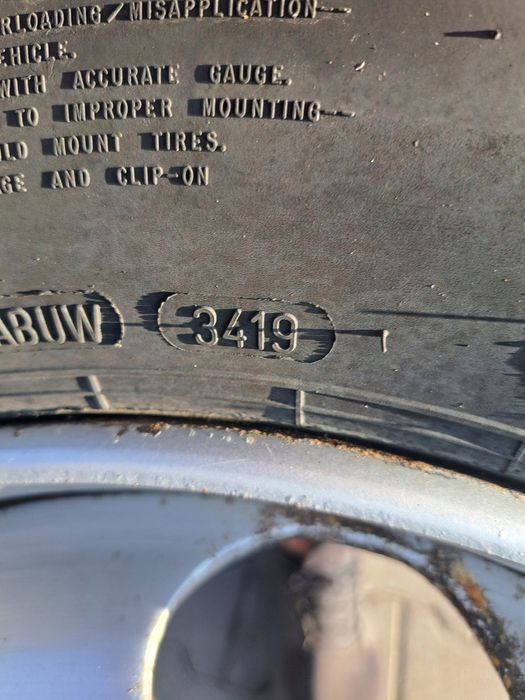 RLOADING/MISAPPLICATION
EHICLE.
WITH ACCURATE GAUGE.
TO IMPROPER MOUNTING
LD MOUNT TIRES.
GE AND CLIP-ON
ABUW 3419